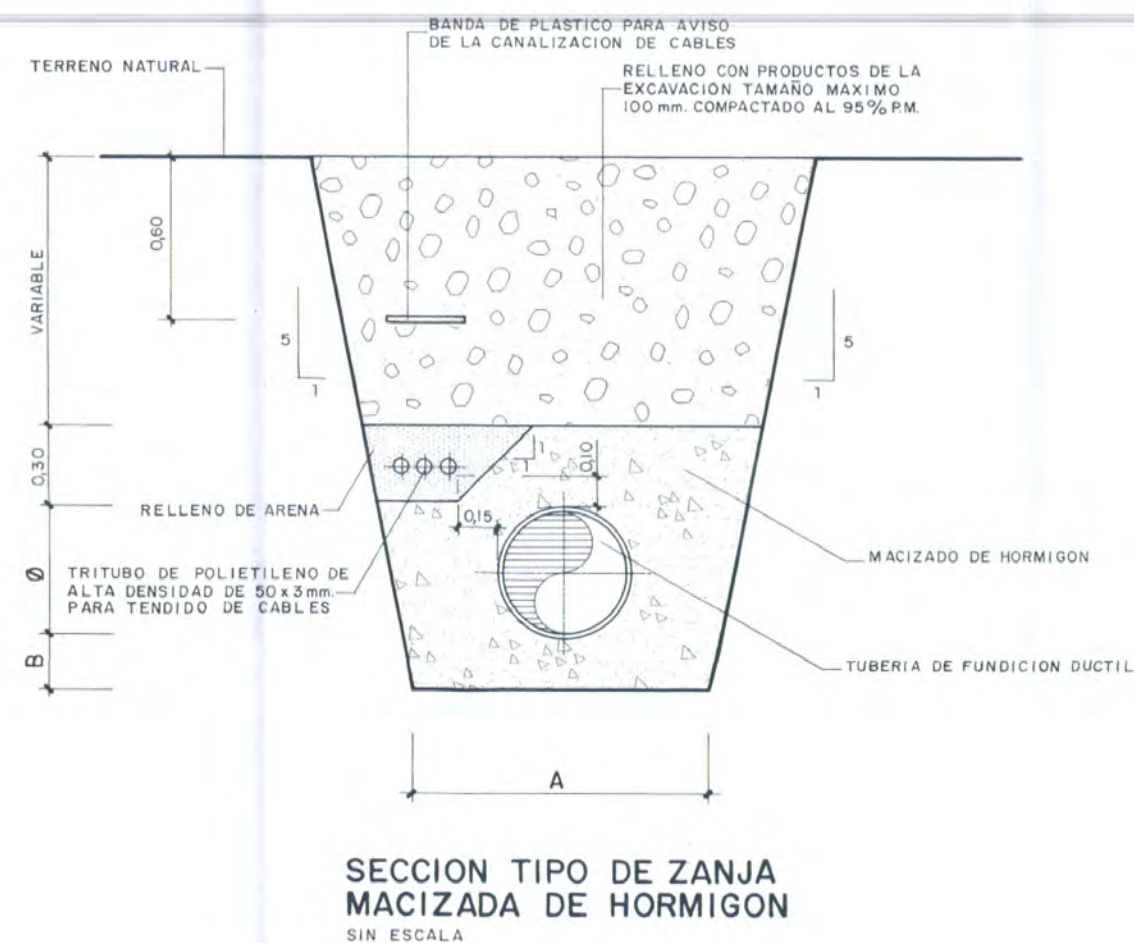 BANDA DE PLASTICO PARA AVISO
DE LA CANALIZACION DE CABLES
TERRENO NATURAL
RELLENO CON PRODUCTOS DE LA
EXCAVACION TAMAÑO MAXIMO
100 mm. COMPACTADO AL 95% P.M.
0,60
VARIABLE
5
1
5
1
0,30
1
1
0,10
RELLENO DE ARENA
0,15
MACIZADO DE HORMIGON
Ø
TRITUBO DE POLIETILENO DE
ALTA DENSIDAD DE 50 x 3 mm.
PARA TENDIDO DE CABLES
B
TUBERIA DE FUNDICION DUCTIL
A
SECCION TIPO DE ZANJA
MACIZADA DE HORMIGON
SIN ESCALA